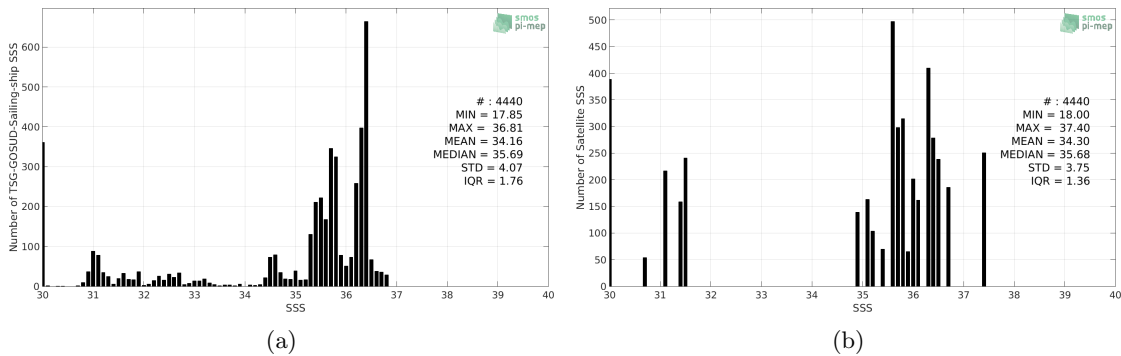 smos
pi-mep
Number of TSG-GOSUD-Sailing-ship SSS
600
500
400
300
200
100
0
# : 4440
MIN = 17.85
MAX = 36.81
MEAN = 34.16
MEDIAN = 35.69
STD = 4.07
IQR = 1.76
30 31 32 33 34 35 36 37 38 39 40
SSS
(a)
smos
pi-mep
Number of Satellite SSS
500
450
400
350
300
250
200
150
100
50
0
# : 4440
MIN = 18.00
MAX = 37.40
MEAN = 34.30
MEDIAN = 35.68
STD = 3.75
IQR = 1.36
30 31 32 33 34 35 36 37 38 39 40
SSS
(b)